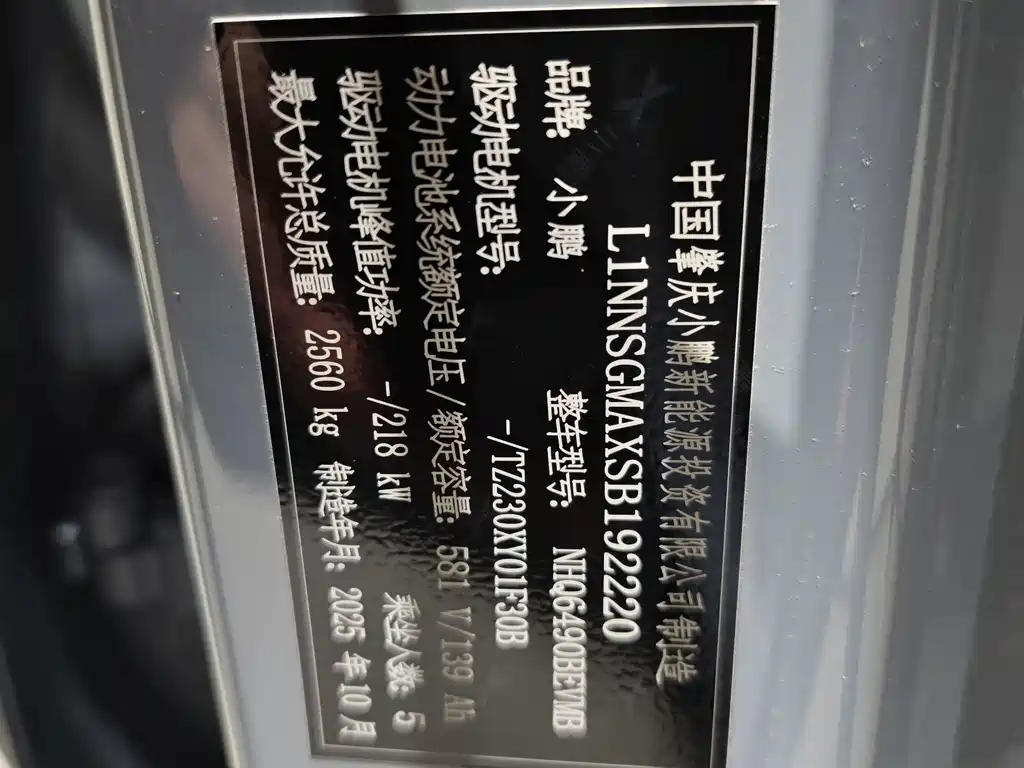 中国肇庆小鹏新能源投资有限公司制造
L1NNSGMAXSB192220
品牌: 小鹏 整车型号: NHQ6490BEVMB
驱动电机型号: -/TZ230XY01F30B
动力电池系统额定电压/额定容量: 581 V/139 Ah
驱动电机峰值功率: -/218 kW 乘坐人数: 5
最大允许总质量: 2560 kg 制造年月: 2025 年 10 月